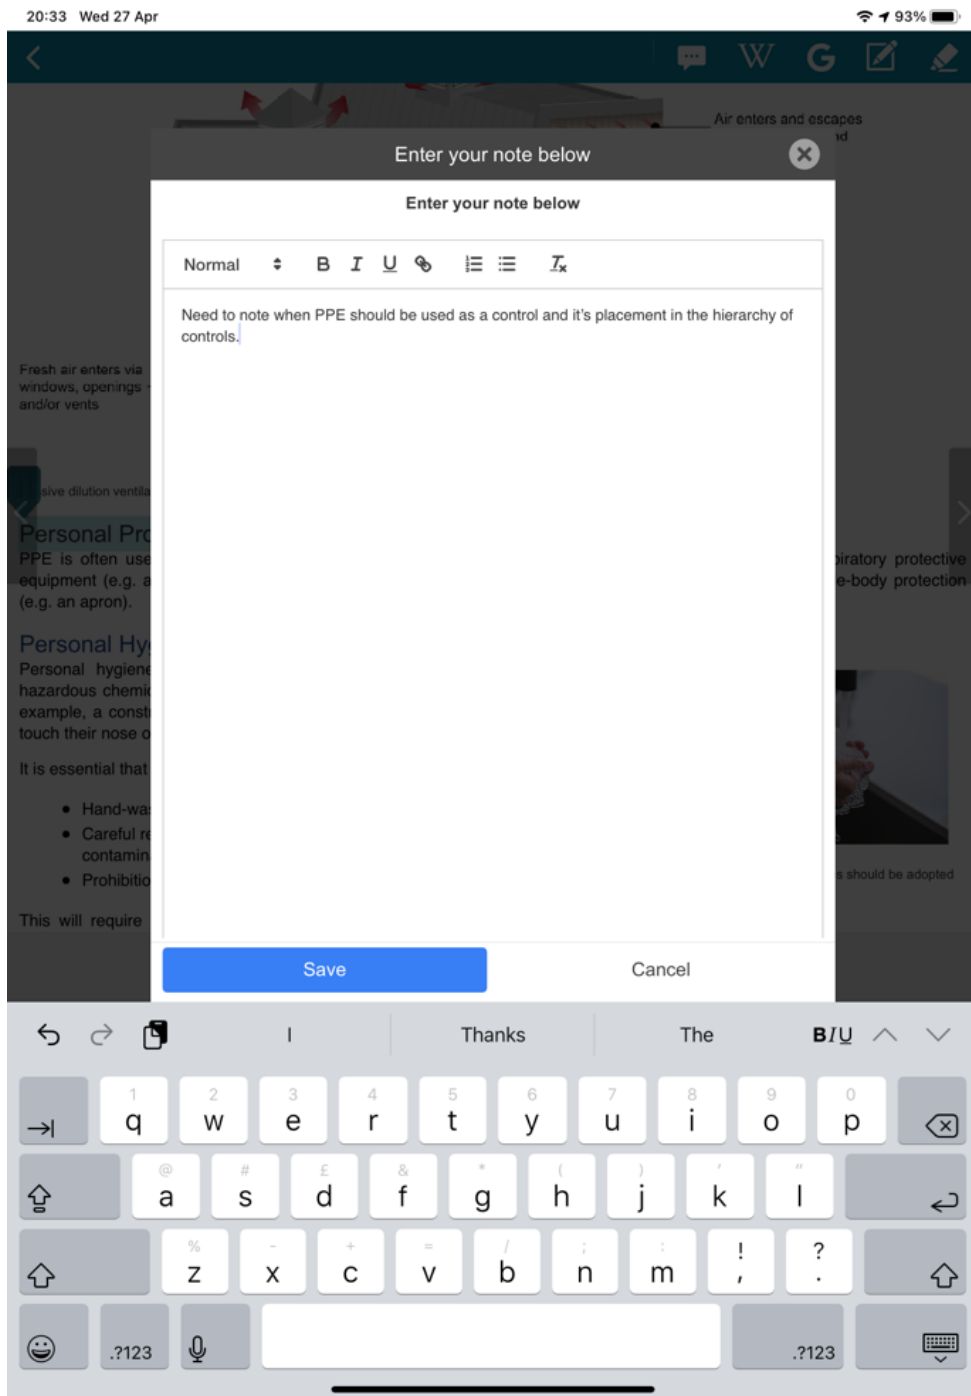 20:33 Wed 27 Apr
93%
W G
Air enters and escapes
Enter your note below
Enter your note below
Normal B I U Tx
Need to note when PPE should be used as a control and it's placement in the hierarchy of
controls.
Fresh air enters via
windows, openings
and/or vents
sive dilution ventila
Personal Pro
PPE is often use
iratory protective
equipment (e.g. a
e-body protection
(e.g. an apron).
Personal Hy
Personal hygiene
hazardous chemic
example, a const
touch their nose o
It is essential that
• Hand-wa
• Careful re
contamin
• Prohibitio
s should be adopted
This will require
Save Cancel
I Thanks The BIU
1 2 3 4 5 6 7 8 9 0
q w e r t y u i o p
@ # £ & * ( ) ' "
a s d f g h j k l
% - + = / ; : ! ?
z x c v b n m , .
.?123 .?123